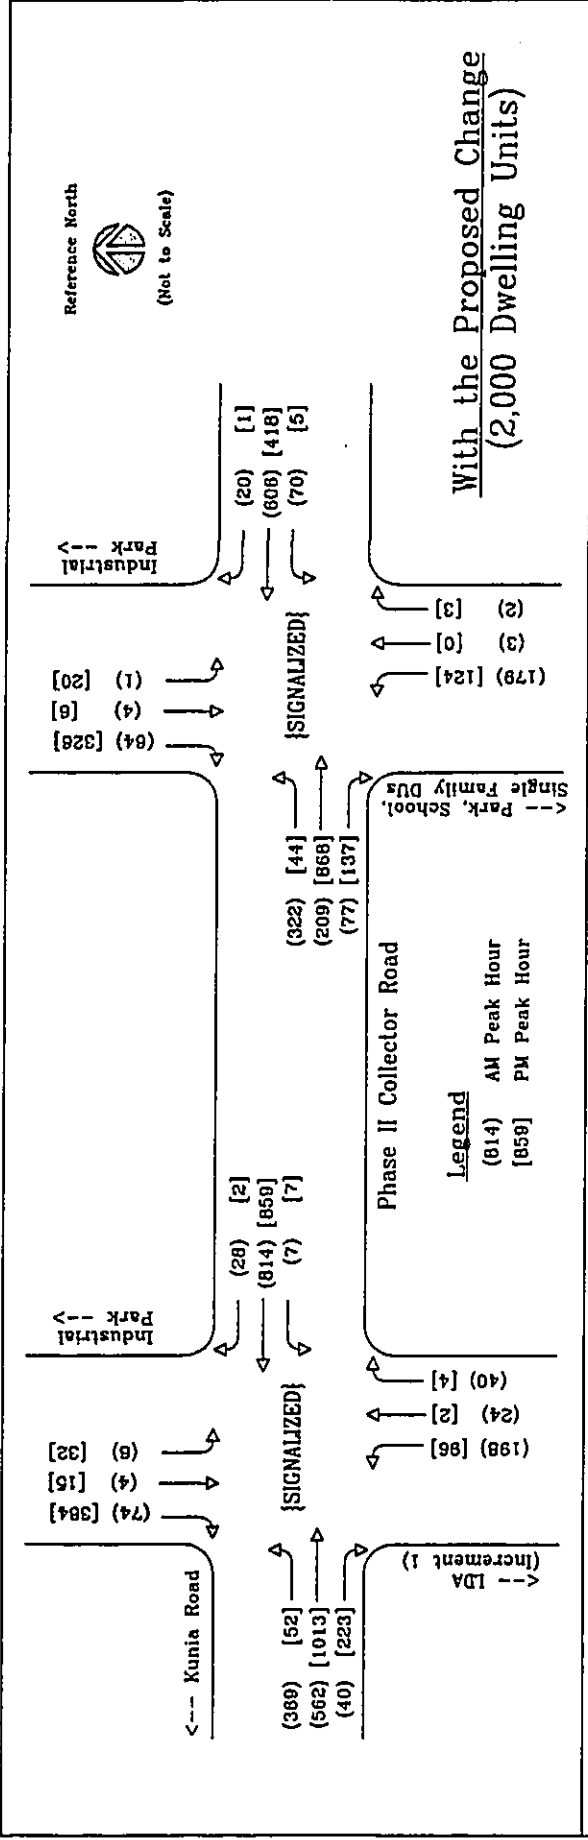 Reference North
(Not to Scale)
With the Proposed Change
(2,000 Dwelling Units)
<--- Kunia Road
Industrial
Park -->
(74) [384]
(4) [15]
(6) [32]
(28) [2]
(814) [859]
(7) [7]
{SIGNALIZED}
(369) [52]
(562) [1013]
(40) [223]
(198) [96]
(24) [2]
(40) [4]
<-- LDA
(Increment 1)
Industrial
Park -->
(64) [326]
(4) [6]
(1) [20]
(20) [1]
(606) [418]
(70) [5]
{SIGNALIZED}
(322) [44]
(209) [868]
(77) [137]
(179) [124]
(3) [0]
(2) [3]
<-- Park, School,
Single Family DUs
Phase II Collector Road
Legend
(814) AM Peak Hour
[859] PM Peak Hour